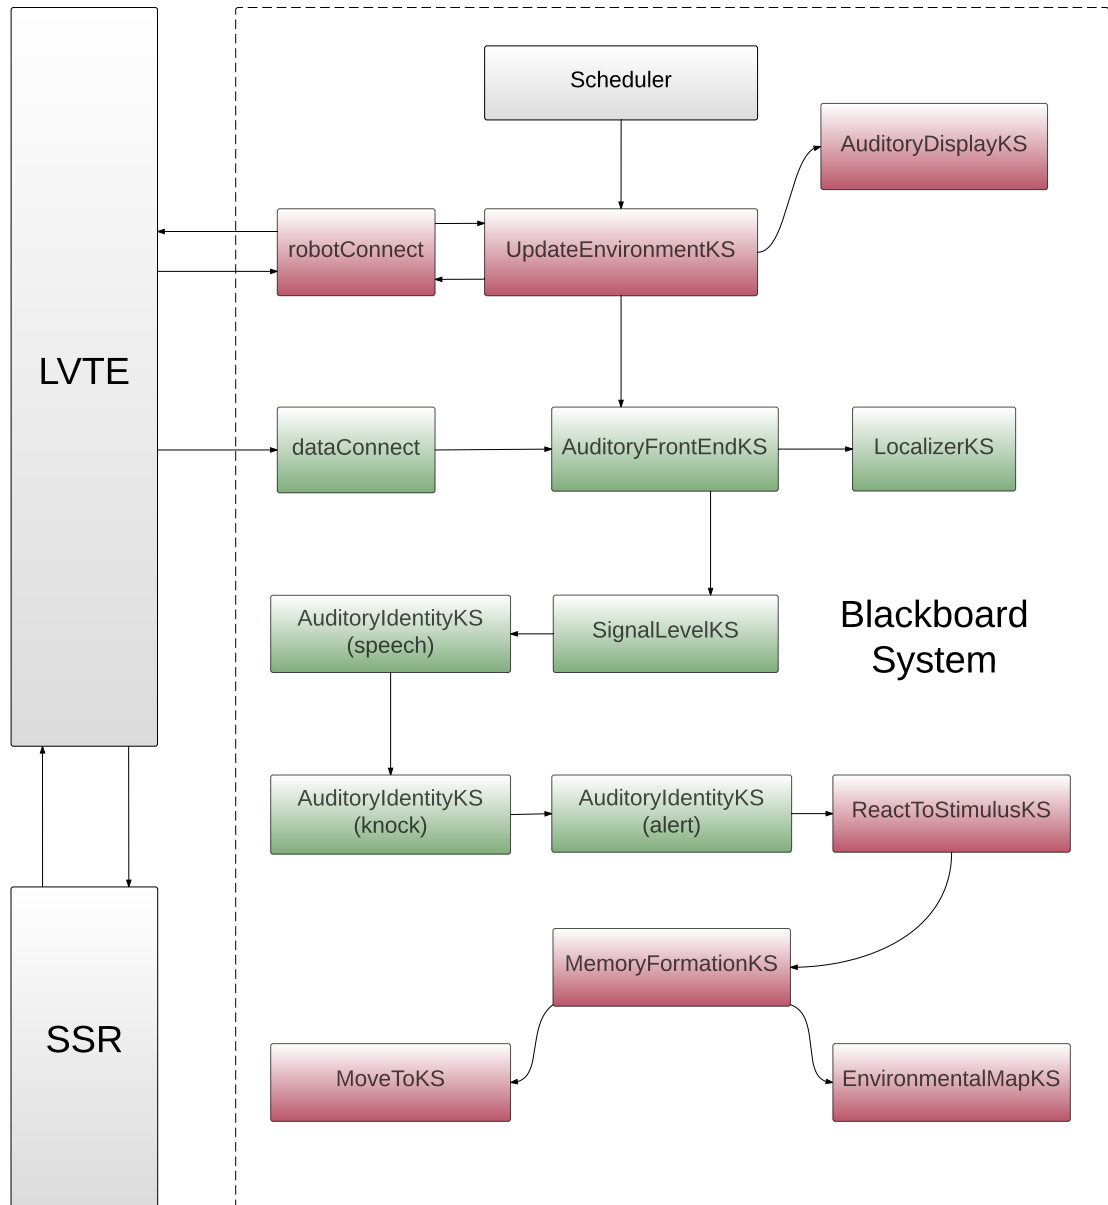 Scheduler
AuditoryDisplayKS
robotConnect
UpdateEnvironmentKS
LVTE
dataConnect
AuditoryFrontEndKS
LocalizerKS
AuditoryIdentityKS
(speech)
SignalLevelKS
Blackboard
System
AuditoryIdentityKS
(knock)
AuditoryIdentityKS
(alert)
ReactToStimulusKS
MemoryFormationKS
SSR
MoveToKS
EnvironmentalMapKS